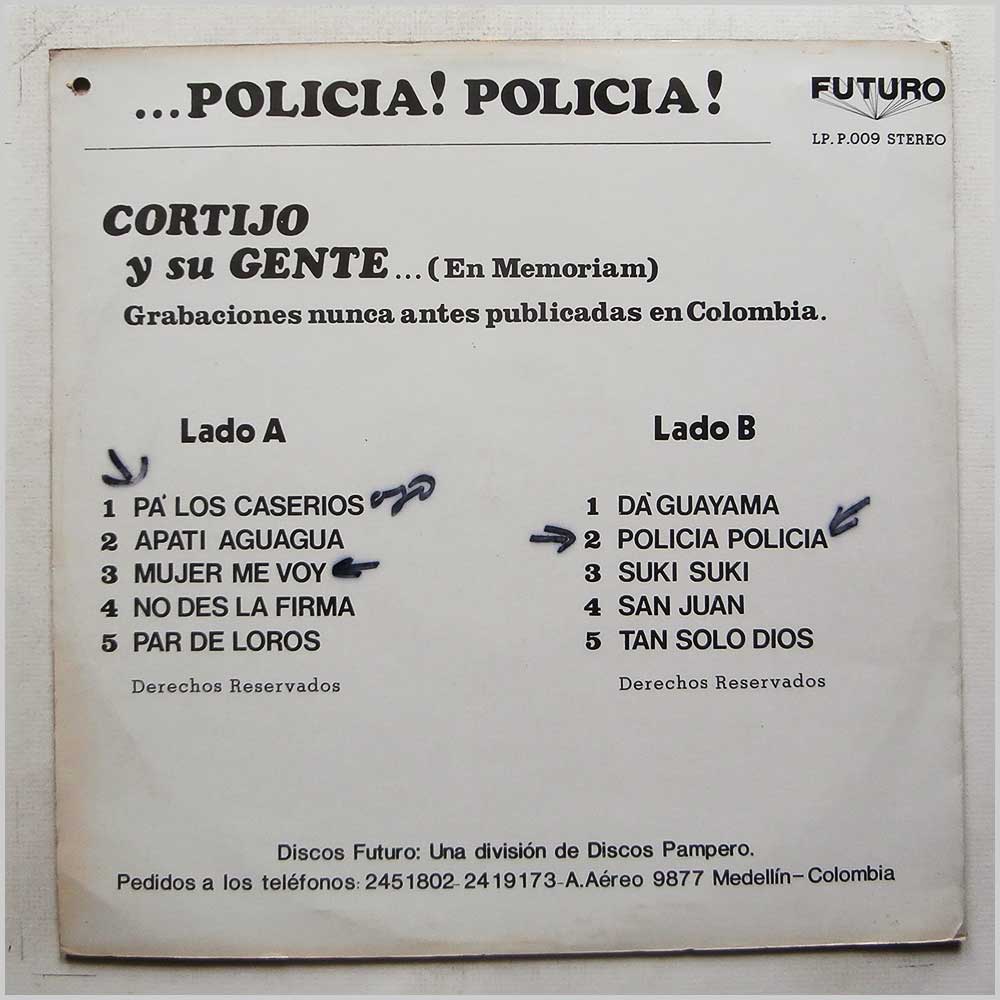 ...POLICIA! POLICIA!
FUTURO
LP. P.009 STEREO
CORTIJO
y su GENTE... (En Memoriam)
Grabaciones nunca antes publicadas en Colombia.
Lado A
1 PA' LOS CASERIOS ojo
2 APATI AGUAGUA
3 MUJER ME VOY
4 NO DES LA FIRMA
5 PAR DE LOROS
Derechos Reservados
Lado B
1 DA'GUAYAMA
2 POLICIA POLICIA
3 SUKI SUKI
4 SAN JUAN
5 TAN SOLO DIOS
Derechos Reservados
Discos Futuro: Una división de Discos Pampero.
Pedidos a los teléfonos: 2451802-2419173-A.Aéreo 9877 Medellín-Colombia